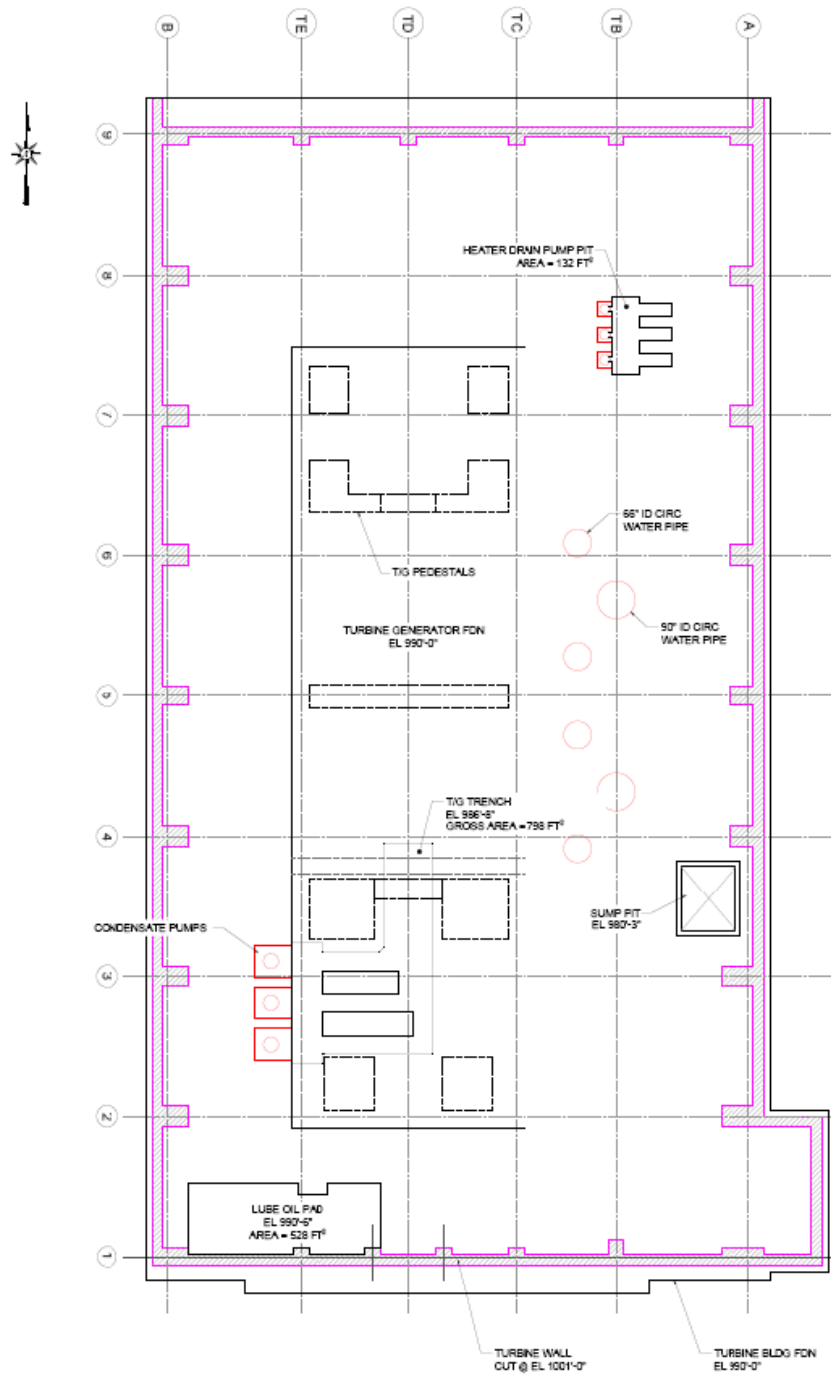 B
TE
TD
TC
TB
A
9
8
HEATER DRAIN PUMP PIT
AREA = 132 FT²
7
66" ID CIRC
WATER PIPE
6
T/G PEDESTALS
TURBINE GENERATOR FDN
EL 990'-0"
90" ID CIRC
WATER PIPE
5
T/G TRENCH
EL 986'-8"
GROSS AREA = 798 FT²
4
SUMP PIT
EL 980'-3"
CONDENSATE PUMPS
3
2
LUBE OIL PAD
EL 990'-6"
AREA = 528 FT²
1
TURBINE WALL
CUT @ EL 1001'-0"
TURBINE BLDG FDN
EL 990'-0"